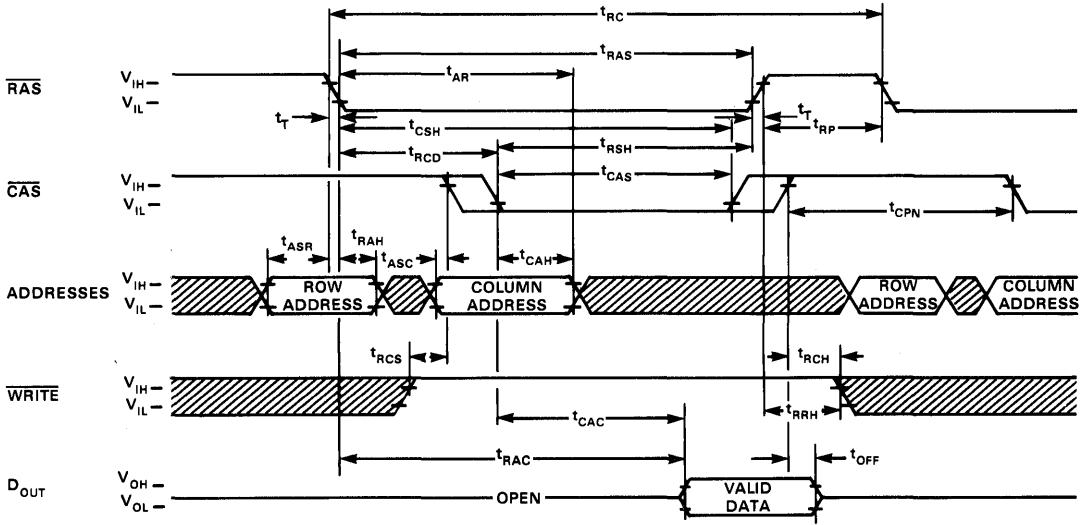 tRC
tRAS
tAR
RAS
VIH
VIL
tT
tT
tRP
tCSH
tRSH
tRCD
CAS
VIH
VIL
tCAS
tCPN
tASR
tRAH
tASC
tCAH
ADDRESSES
VIH
VIL
ROW
ADDRESS
COLUMN
ADDRESS
ROW
ADDRESS
COLUMN
ADDRESS
tRCS
tRCH
WRITE
VIH
VIL
tRRH
tCAC
tRAC
tOFF
DOUT
VOH
VOL
OPEN
VALID
DATA